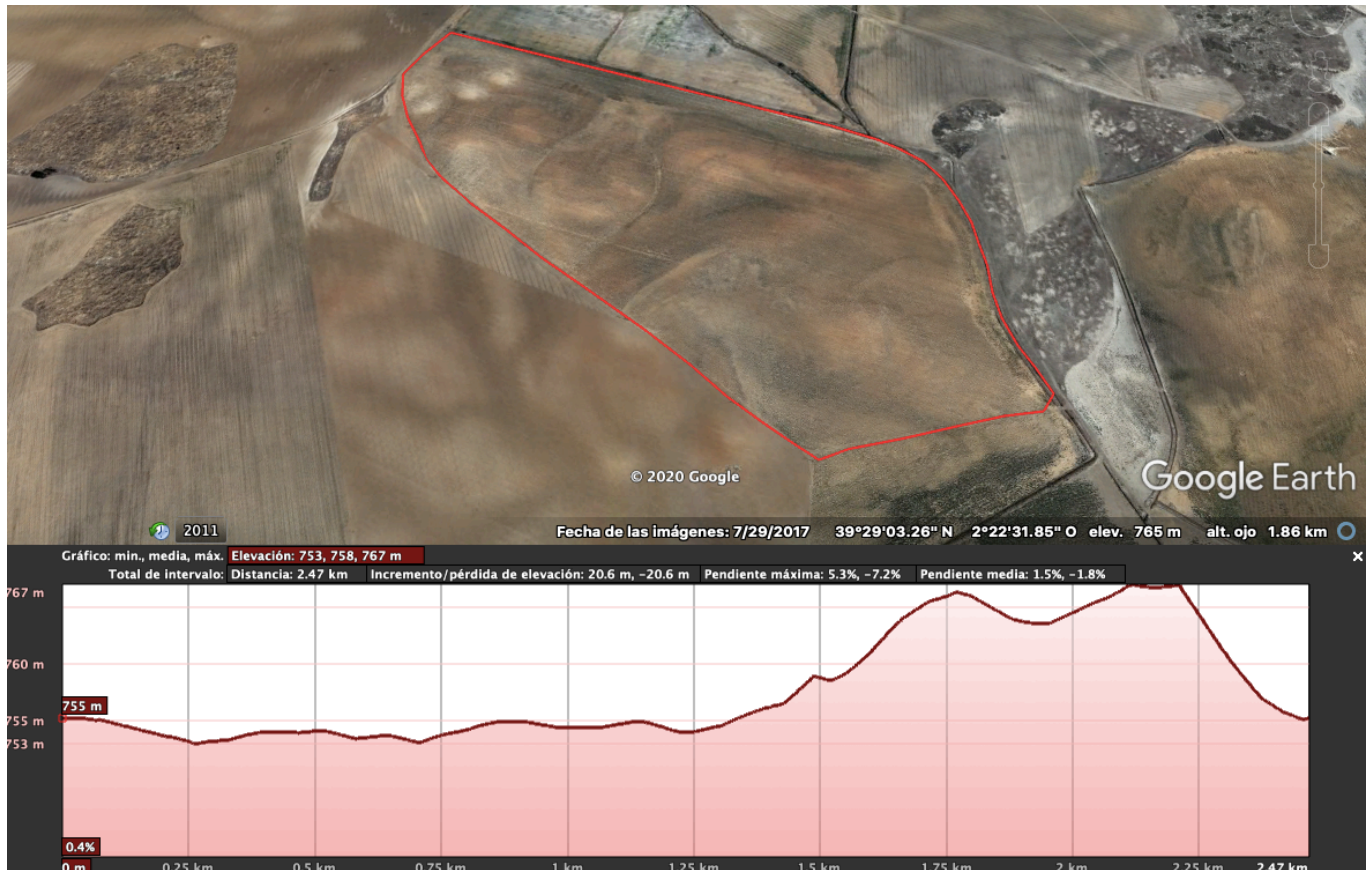 © 2020 Google
Google Earth
2011
Fecha de las imágenes: 7/29/2017 39°29'03.26" N 2°22'31.85" O elev. 765 m alt. ojo 1.86 km
Gráfico: min., media, máx. Elevación: 753, 758, 767 m
Total de intervalo: Distancia: 2.47 km Incremento/pérdida de elevación: 20.6 m, -20.6 m Pendiente máxima: 5.3%, -7.2% Pendiente media: 1.5%, -1.8%
767 m
760 m
755 m
755 m
753 m
0.4%
0 m 0.25 km 0.5 km 0.75 km 1 km 1.25 km 1.5 km 1.75 km 2 km 2.25 km 2.47 km